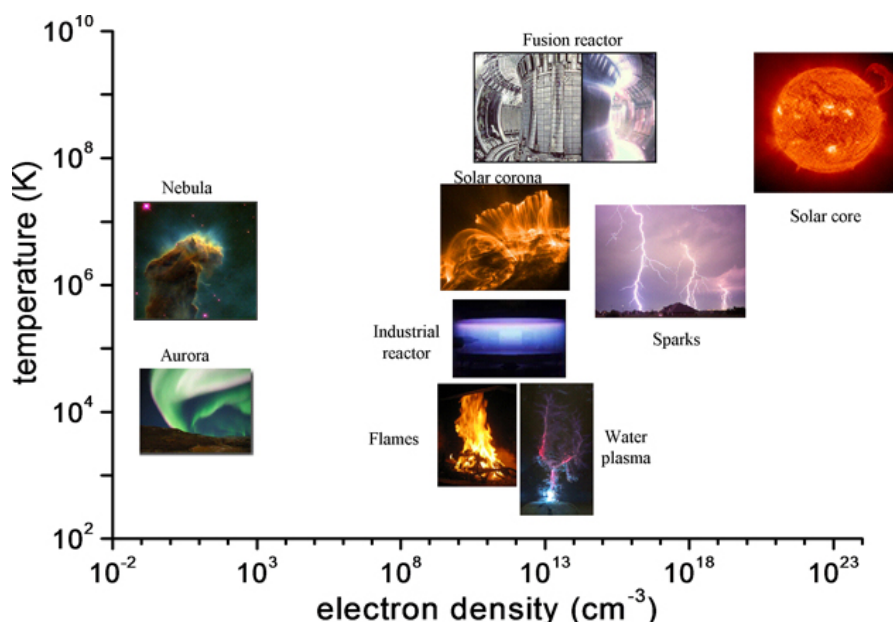 10¹⁰
Fusion reactor
10⁸
Nebula
Solar corona
Solar core
temperature (K)
10⁶
Industrial
reactor
Sparks
Aurora
10⁴
Flames
Water
plasma
10²
10⁻² 10³ 10⁸ 10¹³ 10¹⁸ 10²³
electron density (cm⁻³)